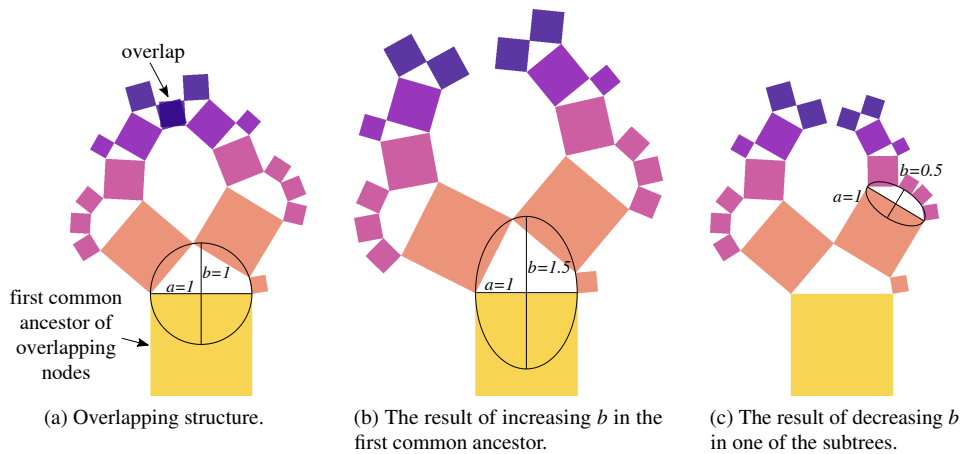 overlap
b=1
a=1
first common
ancestor of
overlapping
nodes
(a) Overlapping structure.
b=1.5
a=1
(b) The result of increasing b in the
first common ancestor.
b=0.5
a=1
(c) The result of decreasing b
in one of the subtrees.